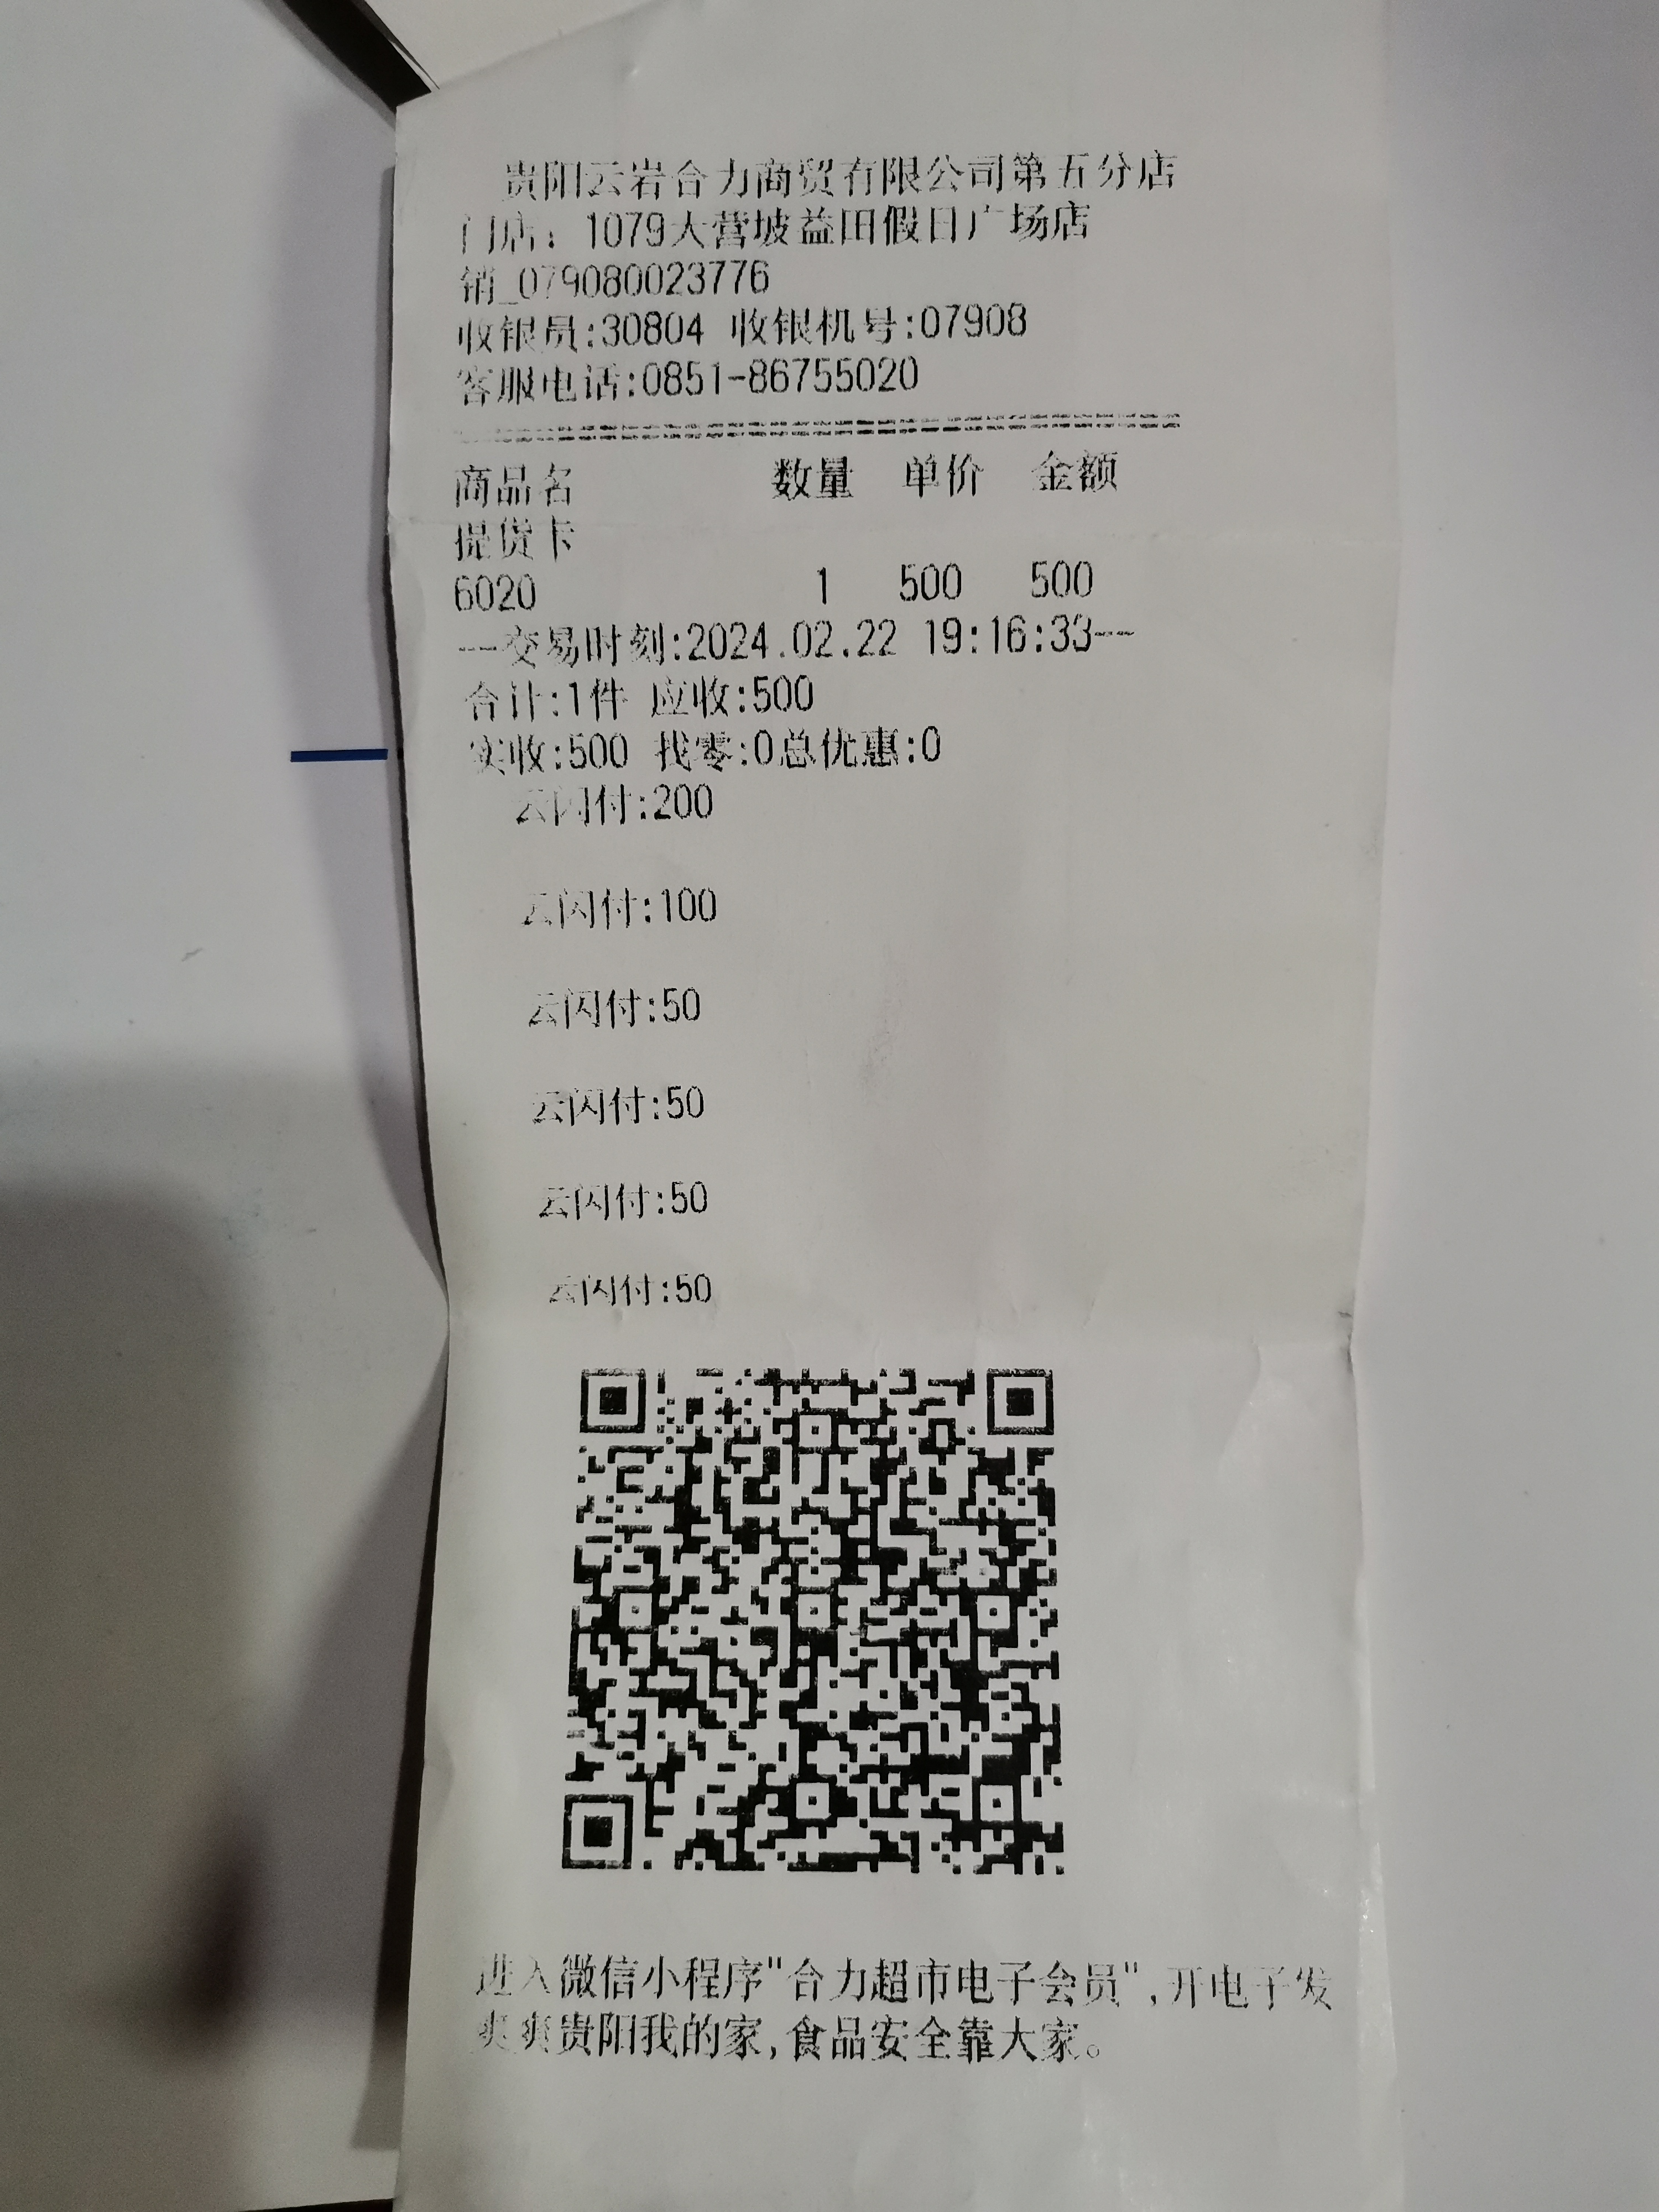 贵阳云岩合力商贸有限公司第五分店
门店：1079大营坡益田假日广场店
销_079080023776
收银员:30804 收银机号:07908
客服电话:0851-86755020
================================
商品名 数量 单价 金额
提货卡
6020 1 500 500
--交易时刻:2024.02.22 19:16:33--
合计:1件 应收:500
实收:500 找零:0总优惠:0
云闪付:200
云闪付:100
云闪付:50
云闪付:50
云闪付:50
云闪付:50
进入微信小程序"合力超市电子会员",开电子发
爽爽贵阳我的家,食品安全靠大家。